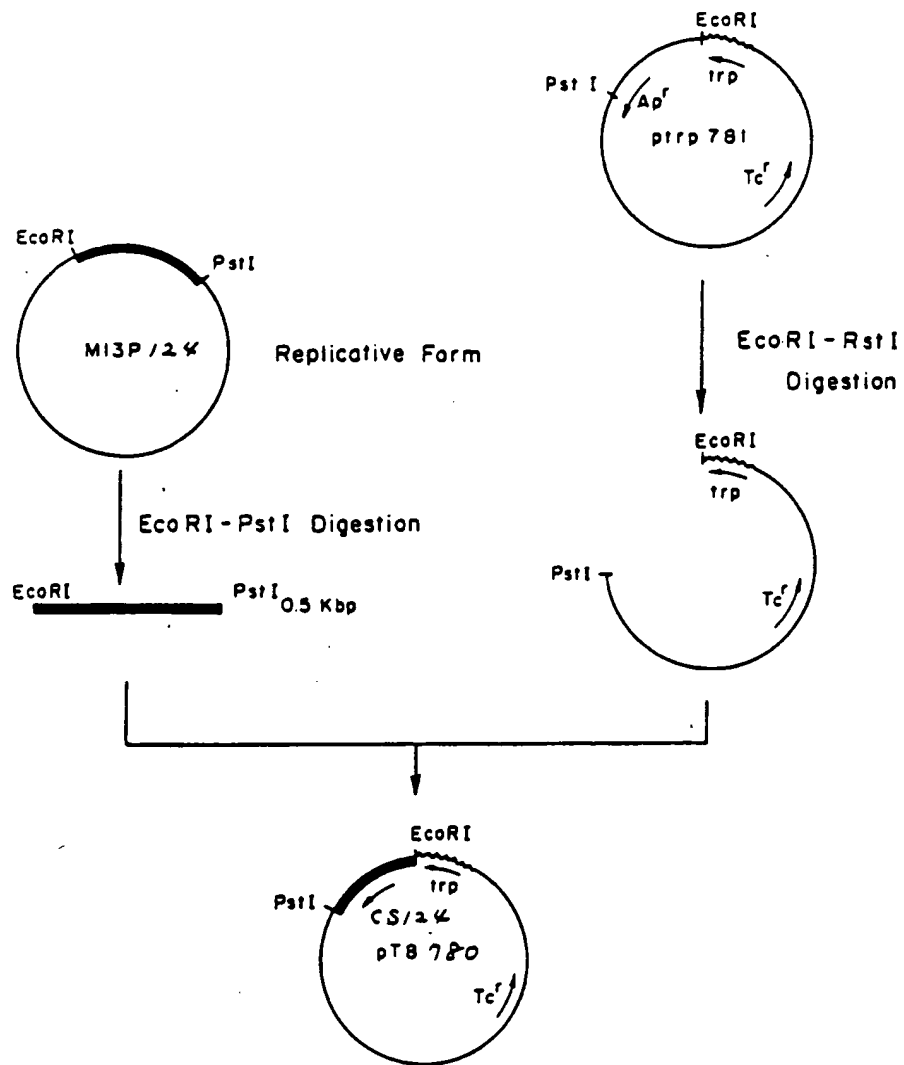 EcoRI
trp
Pst I
Apʳ
ptrp 781
Tcʳ
EcoRI
PstI
M13P/24
Replicative Form
EcoRI-RstI
Digestion
EcoRI-PstI Digestion
EcoRI
PstI
0.5 Kbp
EcoRI
trp
PstI
Tcʳ
EcoRI
trp
PstI
CS/24
pT8 780
Tcʳ